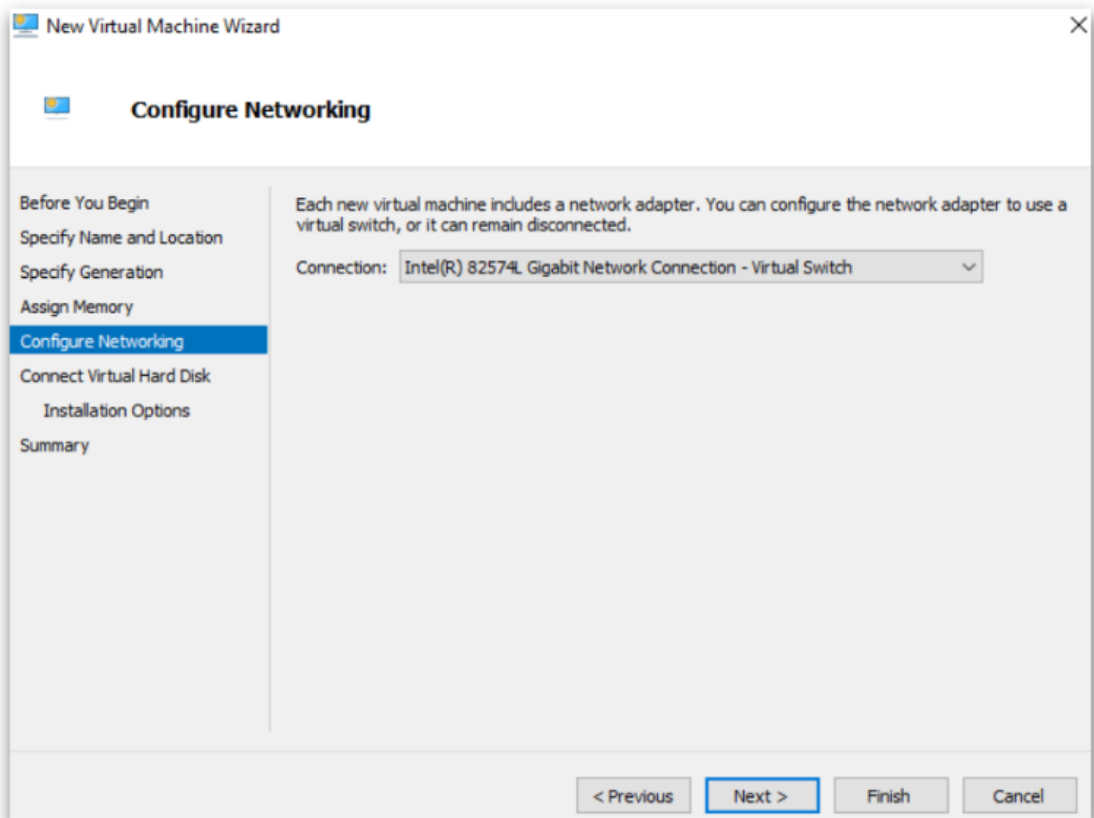 New Virtual Machine Wizard
Configure Networking
Before You Begin
Specify Name and Location
Specify Generation
Assign Memory
Configure Networking
Connect Virtual Hard Disk
Installation Options
Summary
Each new virtual machine includes a network adapter. You can configure the network adapter to use a
virtual switch, or it can remain disconnected.
Connection: Intel(R) 82574L Gigabit Network Connection - Virtual Switch
< Previous Next > Finish Cancel